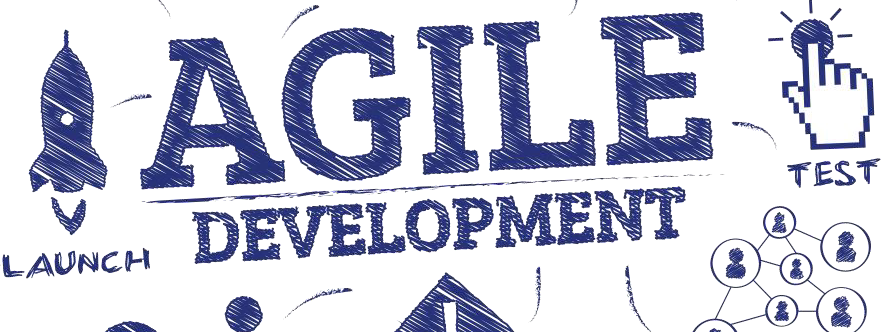 AGILE
DEVELOPMENT
LAUNCH
TEST